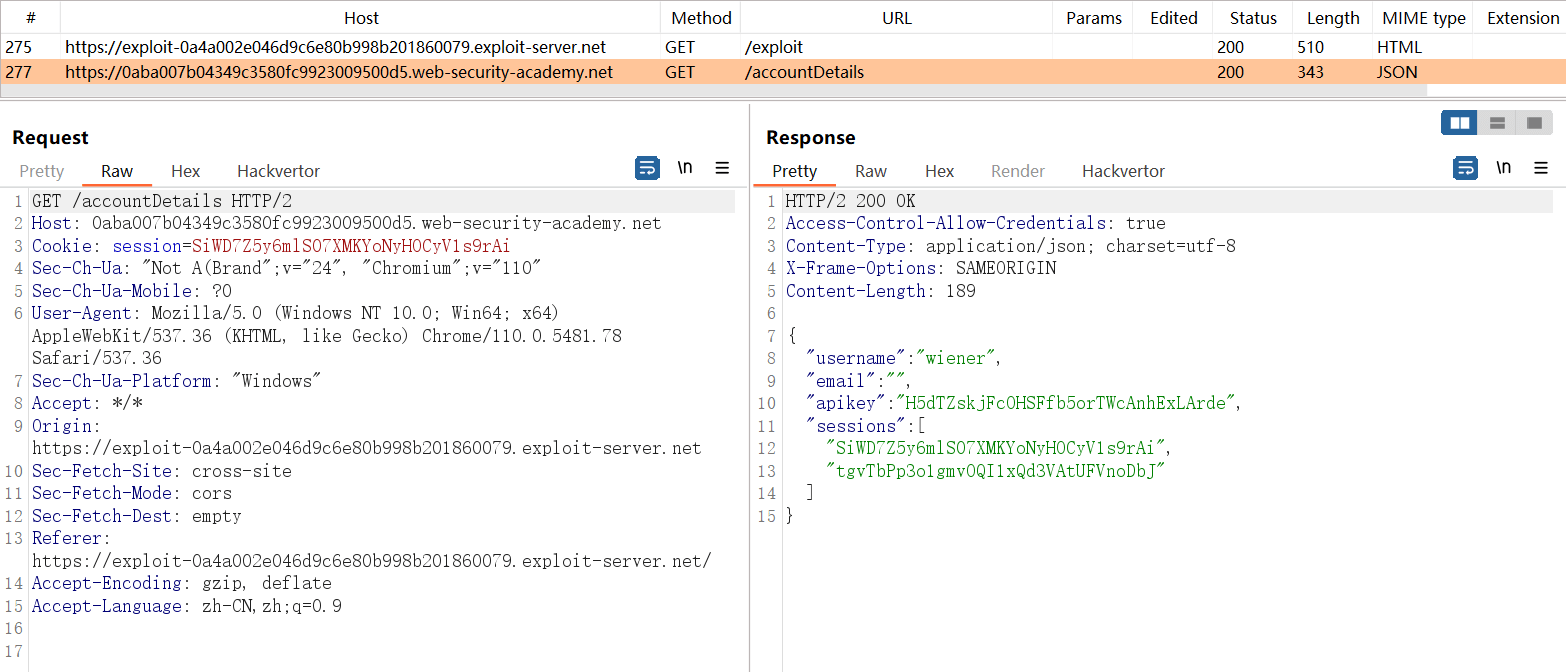 # Host Method URL Params Edited Status Length MIME type Extension
275 https://exploit-0a4a002e046d9c6e80b998b201860079.exploit-server.net GET /exploit 200 510 HTML
277 https://0aba007b04349c3580fc9923009500d5.web-security-academy.net GET /accountDetails 200 343 JSON
Request
Pretty Raw Hex Hackvertor \n
1 GET /accountDetails HTTP/2
2 Host: 0aba007b04349c3580fc9923009500d5.web-security-academy.net
3 Cookie: session=SiWD7Z5y6mlSO7XMKYoNyHOCyV1s9rAi
4 Sec-Ch-Ua: "Not A(Brand";v="24", "Chromium";v="110"
5 Sec-Ch-Ua-Mobile: ?0
6 User-Agent: Mozilla/5.0 (Windows NT 10.0; Win64; x64)
AppleWebKit/537.36 (KHTML, like Gecko) Chrome/110.0.5481.78
Safari/537.36
7 Sec-Ch-Ua-Platform: "Windows"
8 Accept: */*
9 Origin:
https://exploit-0a4a002e046d9c6e80b998b201860079.exploit-server.net
10 Sec-Fetch-Site: cross-site
11 Sec-Fetch-Mode: cors
12 Sec-Fetch-Dest: empty
13 Referer:
https://exploit-0a4a002e046d9c6e80b998b201860079.exploit-server.net/
14 Accept-Encoding: gzip, deflate
15 Accept-Language: zh-CN,zh;q=0.9
16
17
Response
Pretty Raw Hex Render Hackvertor \n
1 HTTP/2 200 OK
2 Access-Control-Allow-Credentials: true
3 Content-Type: application/json; charset=utf-8
4 X-Frame-Options: SAMEORIGIN
5 Content-Length: 189
6
7 {
8 "username":"wiener",
9 "email":"",
10 "apikey":"H5dTZskjFcOHSFfb5orTWcAnhExLArde",
11 "sessions":[
12 "SiWD7Z5y6mlSO7XMKYoNyHOCyV1s9rAi",
13 "tgvTbPp3o1gmvOQI1xQd3VAtUFVnoDbJ"
14 ]
15 }